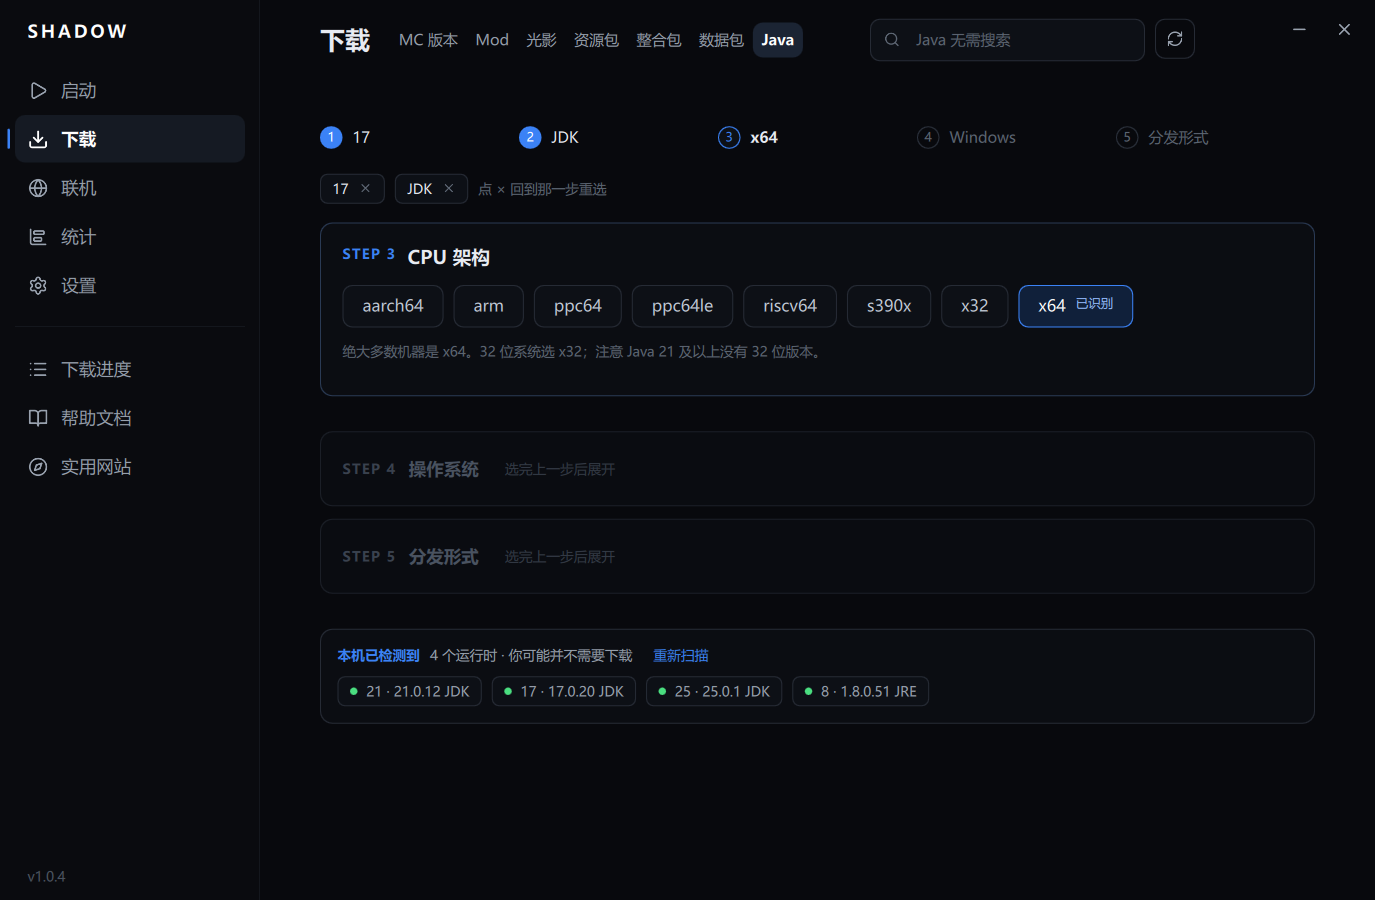 SHADOW
启动
下载
联机
统计
设置
下载进度
帮助文档
实用网站
v1.0.4
下载
MC 版本 Mod 光影 资源包 整合包 数据包 Java
Java 无需搜索
1 17 2 JDK 3 x64 4 Windows 5 分发形式
17 × JDK × 点 × 回到那一步重选
STEP 3 CPU 架构
aarch64 arm ppc64 ppc64le riscv64 s390x x32 x64 已识别
绝大多数机器是 x64。32 位系统选 x32；注意 Java 21 及以上没有 32 位版本。
STEP 4 操作系统 选完上一步后展开
STEP 5 分发形式 选完上一步后展开
本机已检测到 4 个运行时 · 你可能并不需要下载 重新扫描
21 · 21.0.12 JDK 17 · 17.0.20 JDK 25 · 25.0.1 JDK 8 · 1.8.0.51 JRE